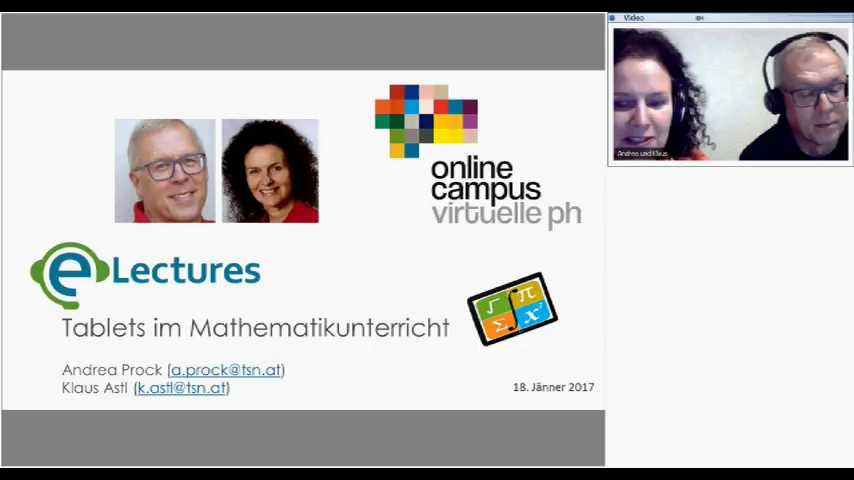 Video
Andrea und Klaus
online
campus
virtuelle ph
eLectures
Tablets im Mathematikunterricht
Andrea Prock (a.prock@tsn.at)
Klaus Astl (k.astl@tsn.at)
18. Jänner 2017
√ π
Σ x²